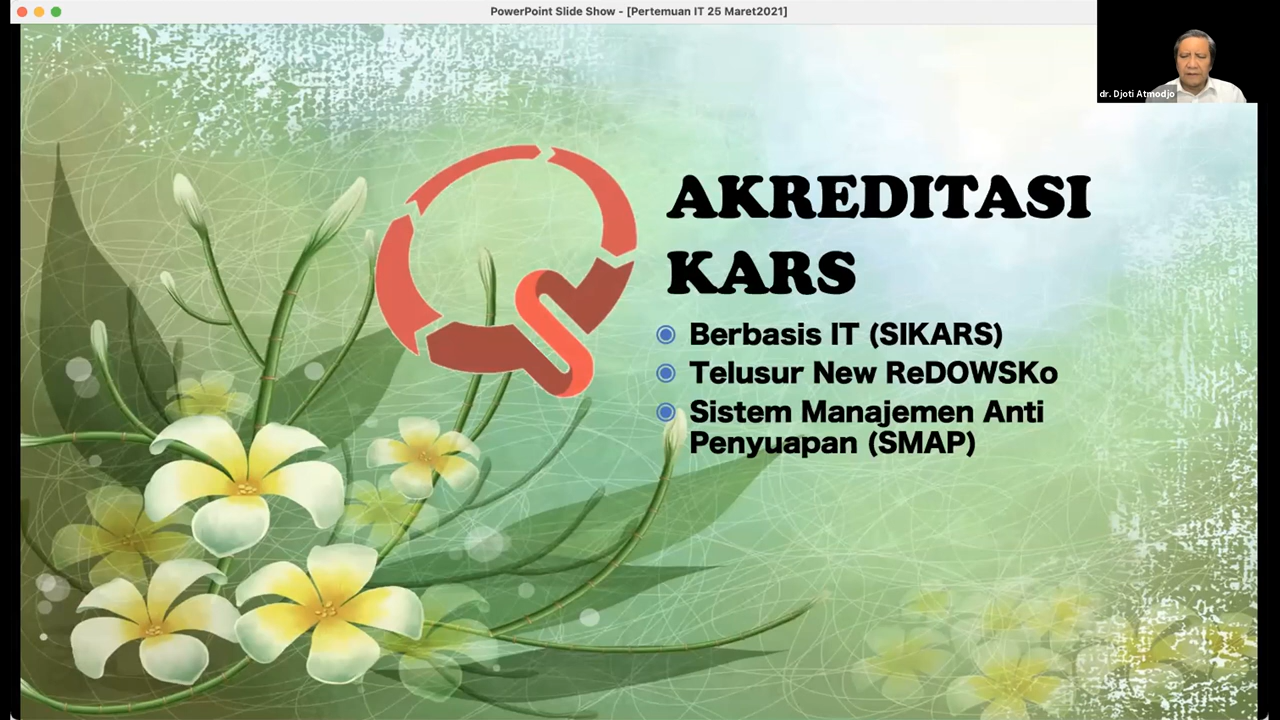 PowerPoint Slide Show - [Pertemuan IT 25 Maret2021]
dr. Djoti Atmodjo
AKREDITASI
KARS
Berbasis IT (SIKARS)
Telusur New ReDOWSKo
Sistem Manajemen Anti
Penyuapan (SMAP)